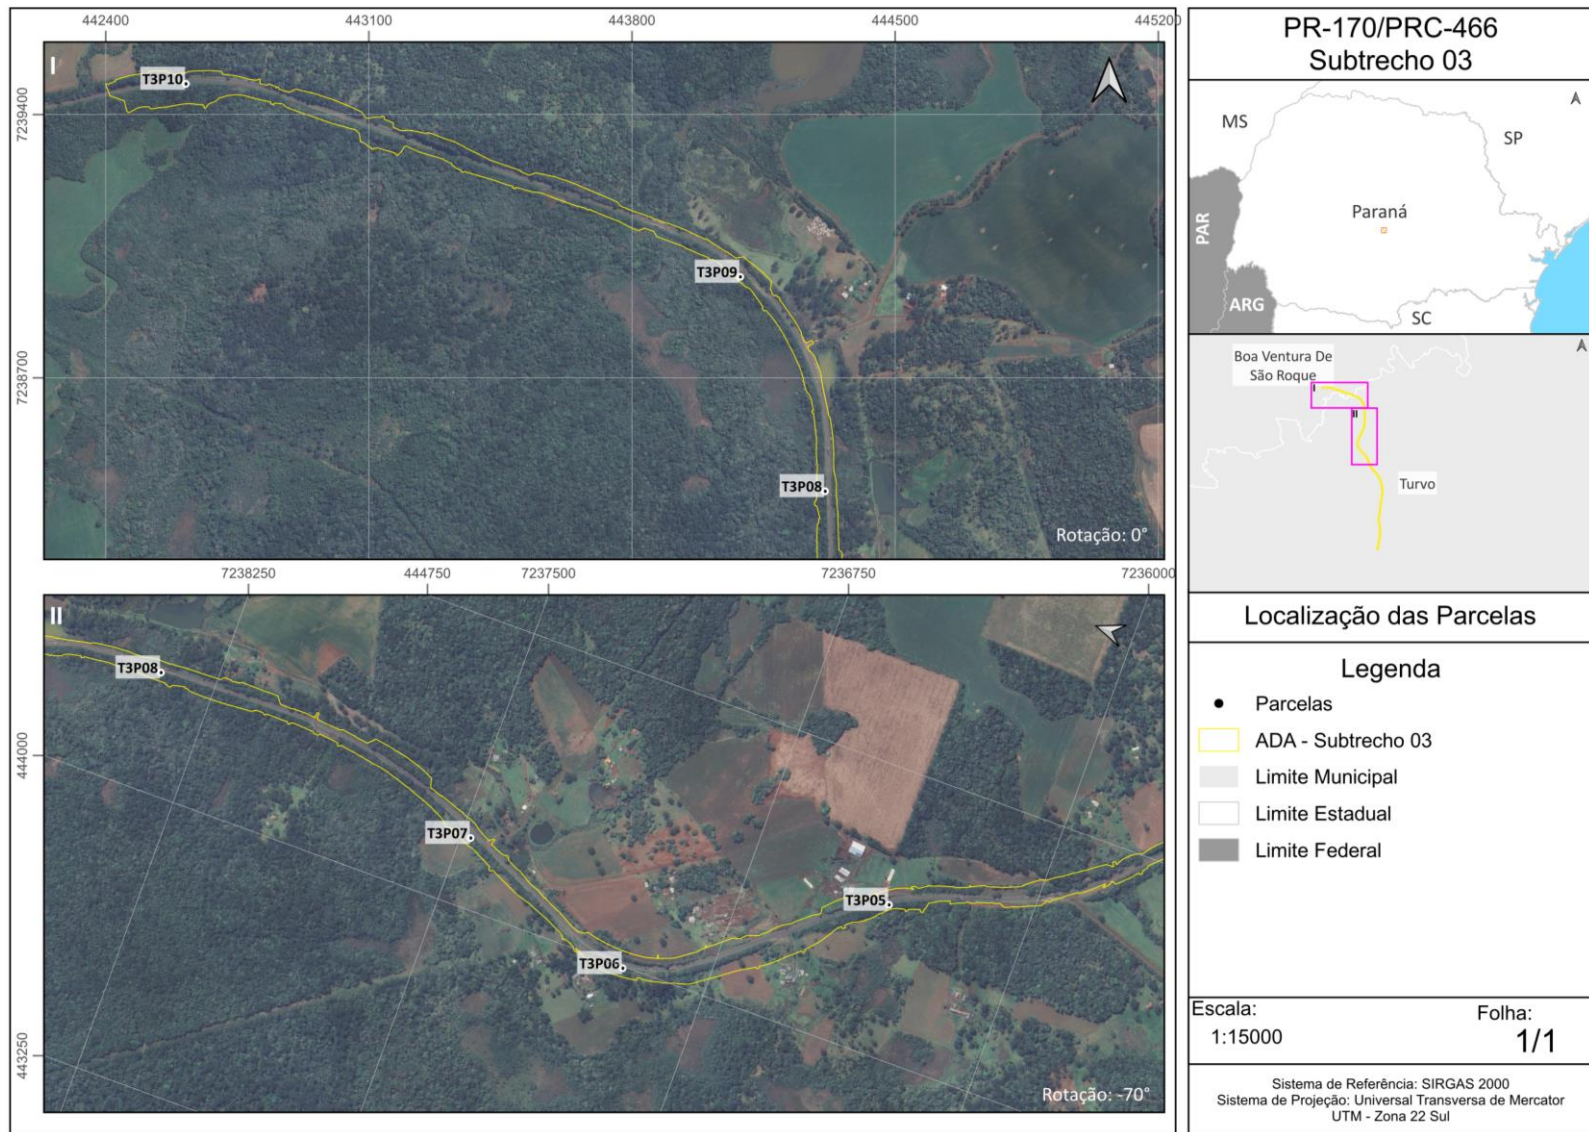 442400
443100
443800
444500
445200
7239400
7238700
I
T3P10
T3P09
T3P08
Rotação: 0°
7238250
444750
7237500
7236750
7236000
444000
443250
II
T3P08
T3P07
T3P06
T3P05
Rotação: -70°
PR-170/PRC-466
Subtrecho 03
MS
SP
Paraná
PAR
ARG
SC
Boa Ventura De
São Roque
I
II
Turvo
Localização das Parcelas
Legenda
Parcelas
ADA - Subtrecho 03
Limite Municipal
Limite Estadual
Limite Federal
Escala:
1:15000
Folha:
1/1
Sistema de Referência: SIRGAS 2000
Sistema de Projeção: Universal Transversa de Mercator
UTM - Zona 22 Sul